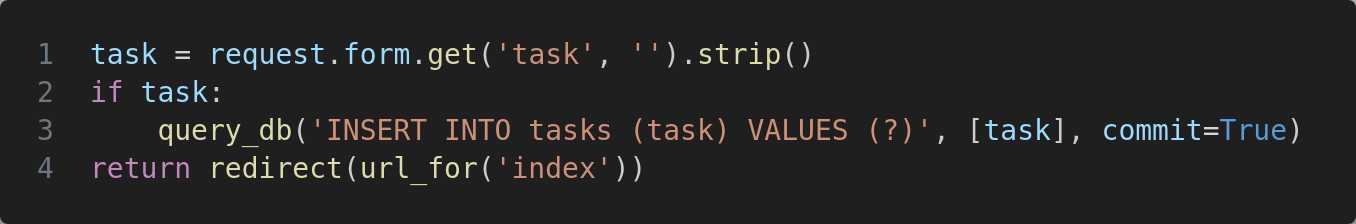 1 task = request.form.get('task', '').strip()
2 if task:
3     query_db('INSERT INTO tasks (task) VALUES (?)', [task], commit=True)
4 return redirect(url_for('index'))